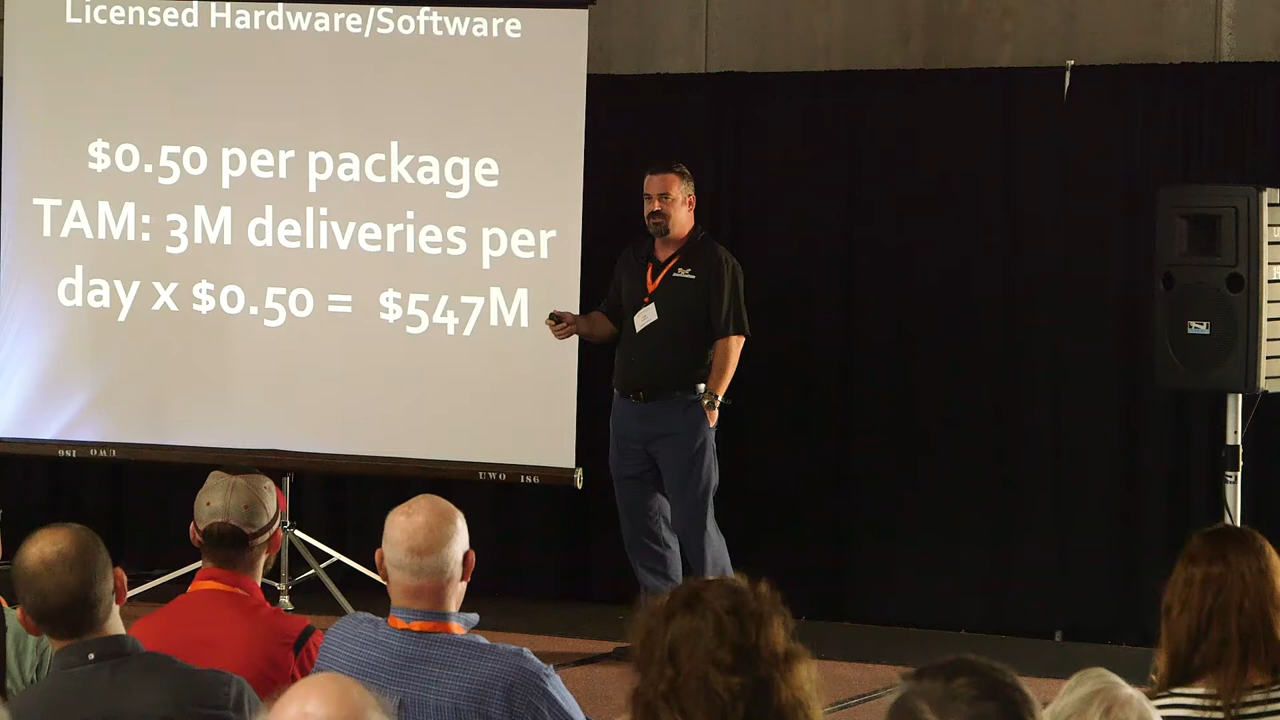 Licensed Hardware/Software
$0.50 per package
TAM: 3M deliveries per
day x $0.50 = $547M
UWO 186
UWO 186